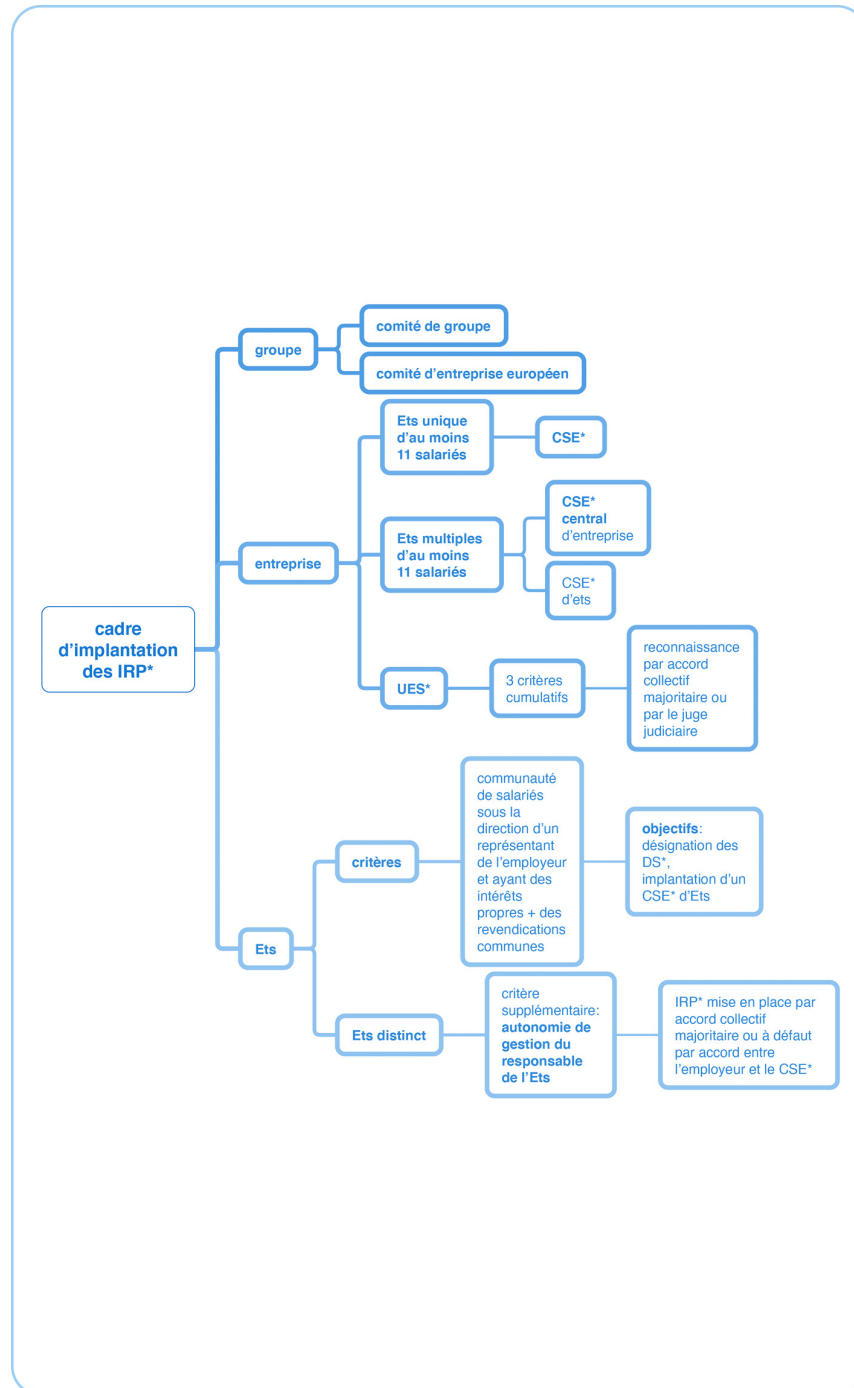 cadre
d'implantation
des IRP*
groupe
comité de groupe
comité d'entreprise européen
entreprise
Ets unique
d'au moins
11 salariés
CSE*
Ets multiples
d'au moins
11 salariés
CSE*
central
d'entreprise
CSE*
d'ets
UES*
3 critères
cumulatifs
reconnaissance
par accord
collectif
majoritaire ou
par le juge
judiciaire
Ets
critères
communauté
de salariés
sous la
direction d'un
représentant
de l'employeur
et ayant des
intérêts
propres + des
revendications
communes
objectifs:
désignation des
DS*,
implantation d'un
CSE* d'Ets
Ets distinct
critère
supplémentaire:
autonomie de
gestion du
responsable
de l'Ets
IRP* mise en place par
accord collectif
majoritaire ou à défaut
par accord entre
l'employeur et le CSE*